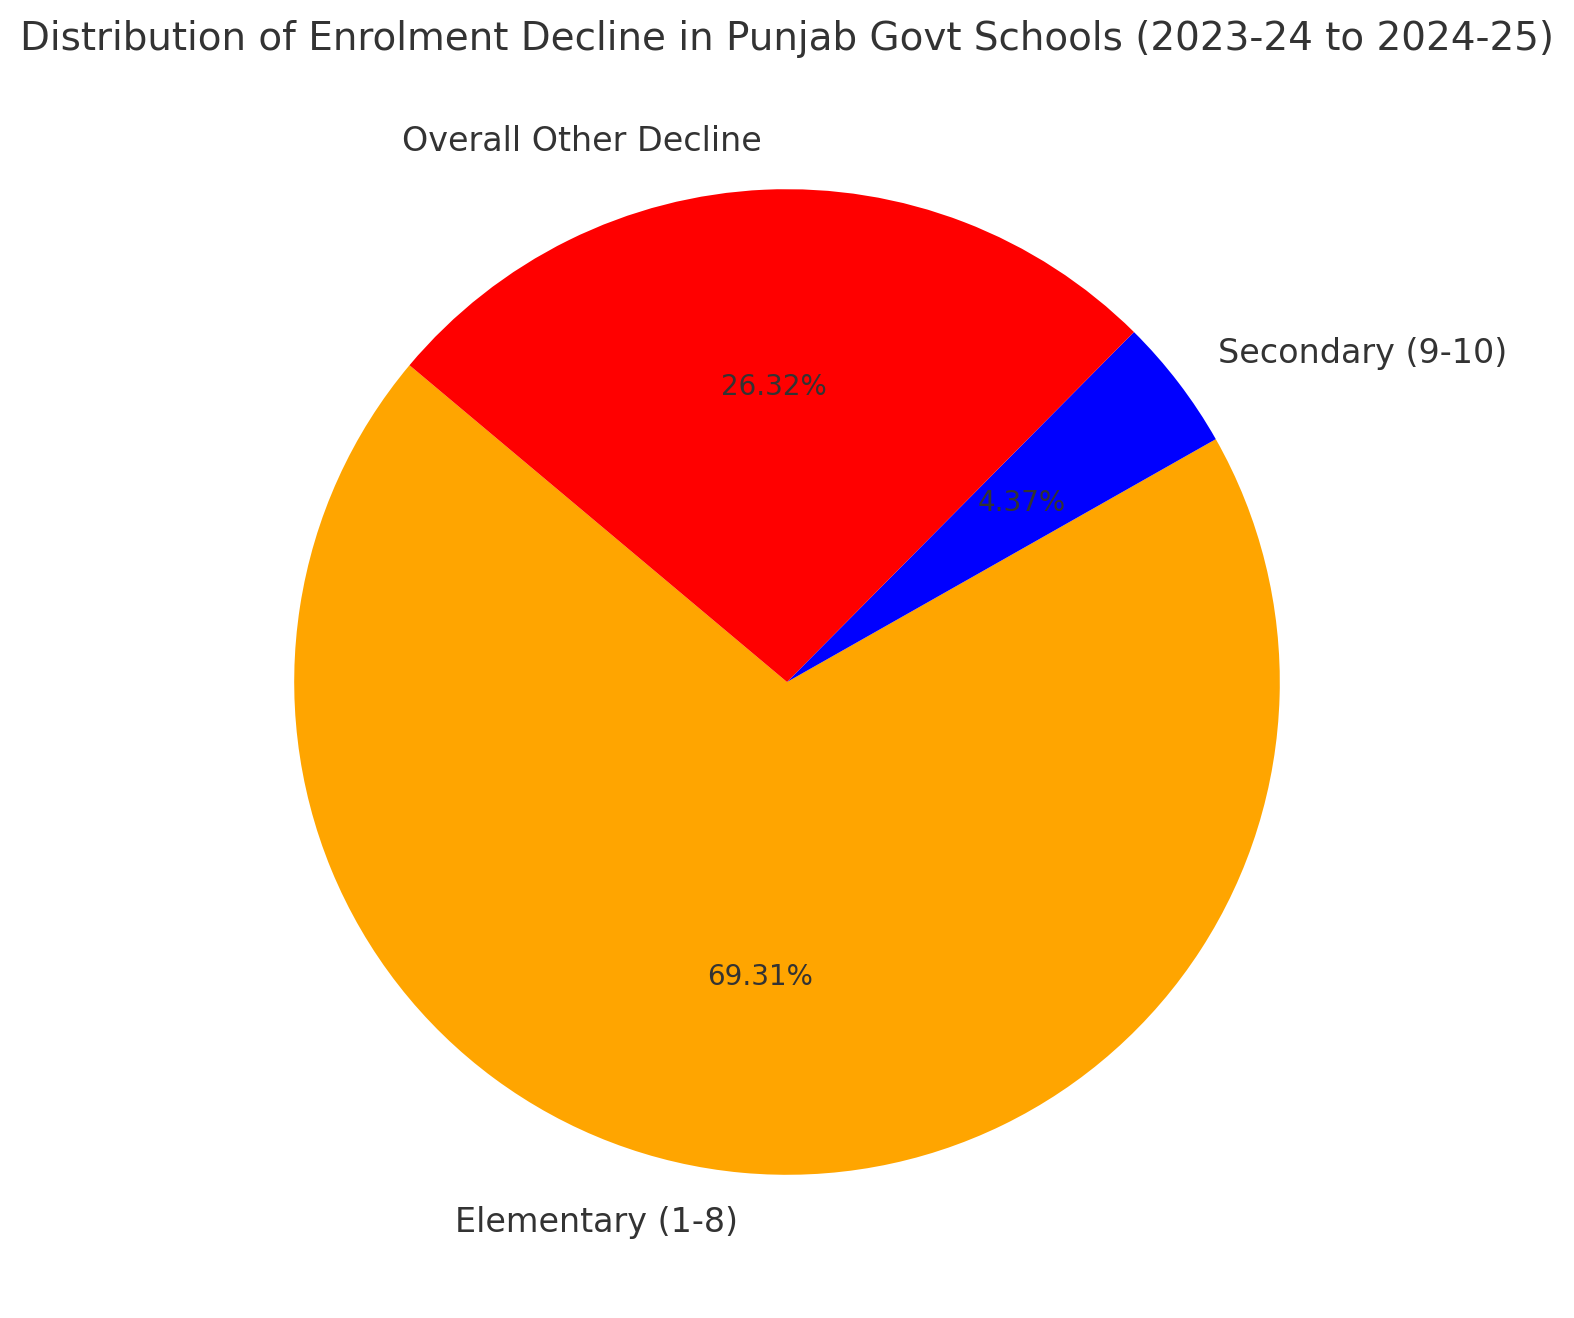 Distribution of Enrolment Decline in Punjab Govt Schools (2023-24 to 2024-25)
Overall Other Decline
Secondary (9-10)
26.32%
4.37%
69.31%
Elementary (1-8)